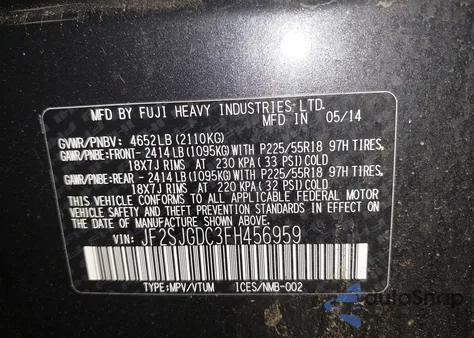 MFD BY FUJI HEAVY INDUSTRIES LTD.
MFD IN 05/14
GVWR/PNBV: 4652LB (2110KG)
GAWR/PNBE:FRONT- 2414LB(1095KG)WITH P225/55R18 97H TIRES,
18X7J RIMS AT 230 KPA( 33 PSI) COLD
GAWR/PNBE:REAR - 2414LB(1095KG)WITH P225/55R18 97H TIRES,
18X7J RIMS AT 220 KPA( 32 PSI) COLD
THIS VEHICLE CONFORMS TO ALL APPLICABLE FEDERAL MOTOR
VEHICLE SAFETY AND THEFT PREVENTION STANDARDS IN EFFECT ON
THE DATE OF MANUFACTURE SHOWN ABOVE.
VIN: JF2SJGDC3FH456959
TYPE:MPV/VTUM ICES/NMB-002
autoSnap